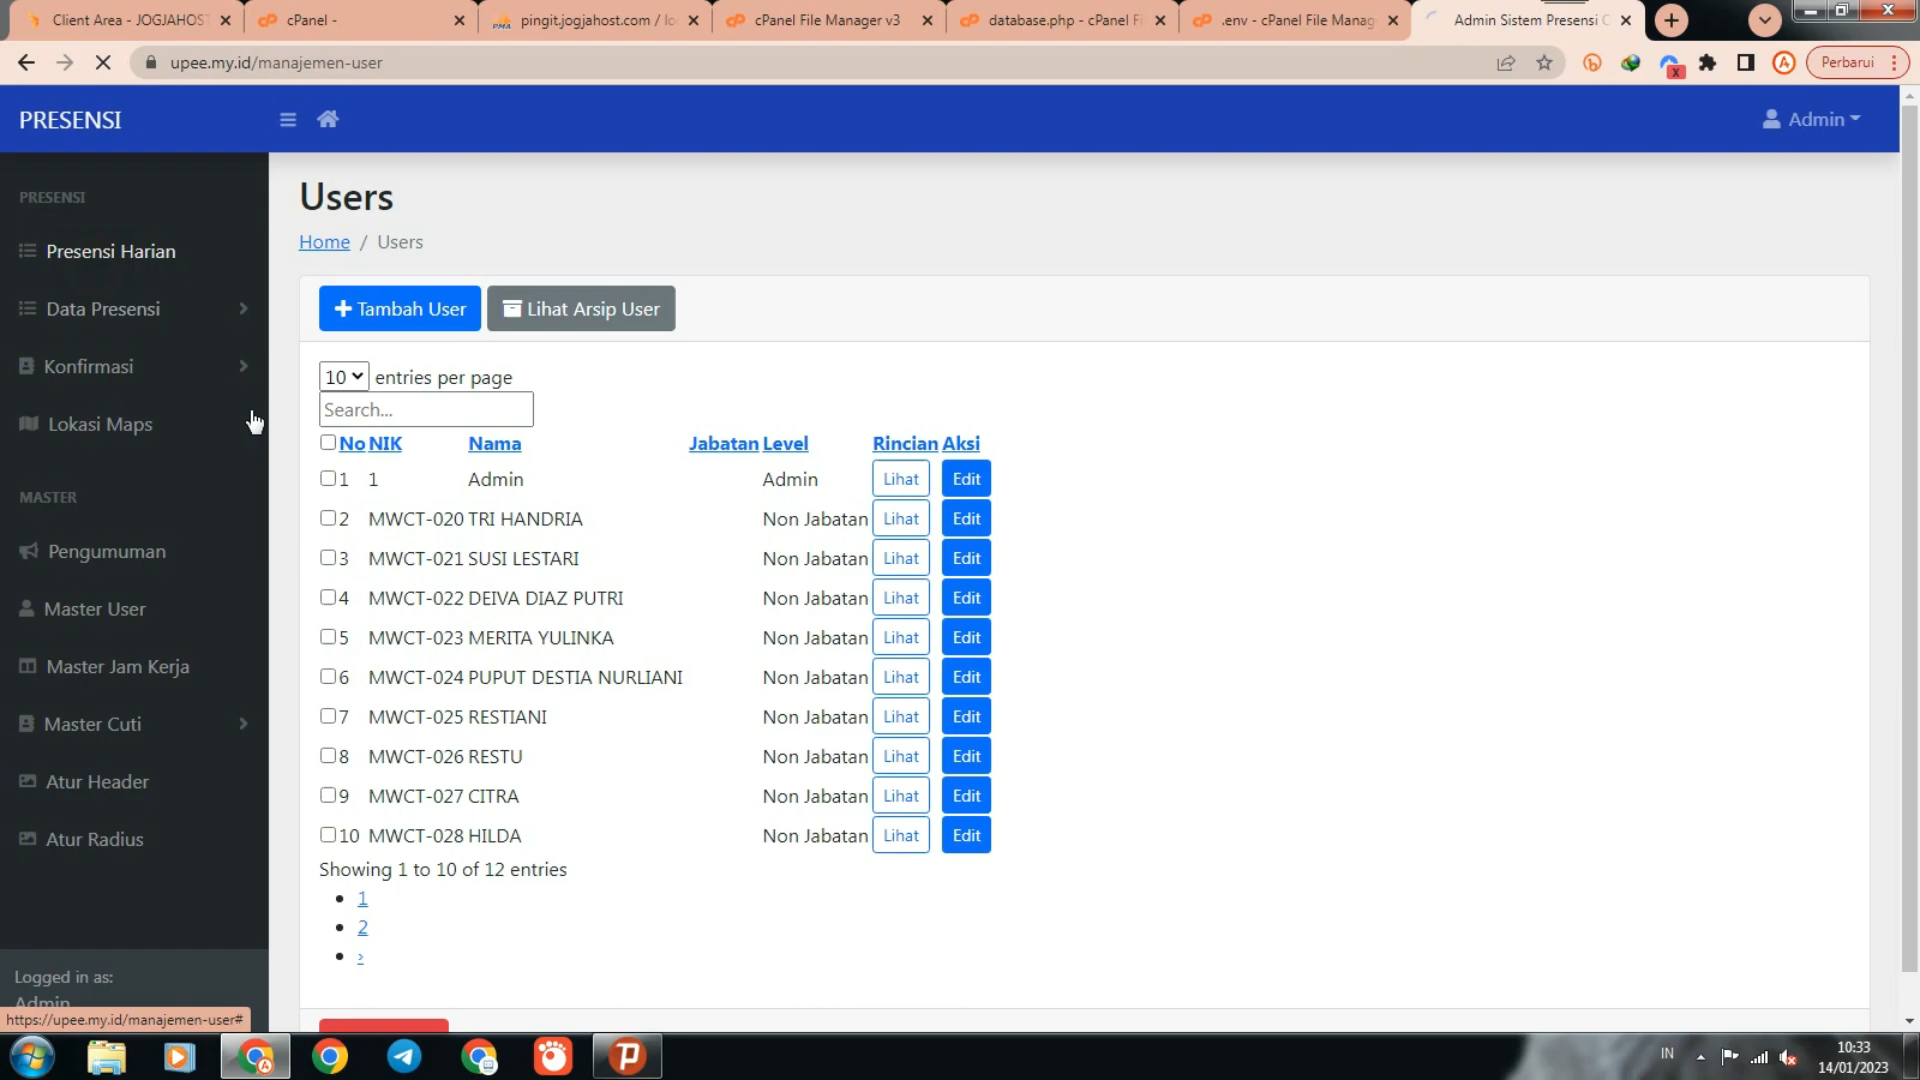 Client Area - JOGJAHOST
cPanel -
pingit.jogjahost.com / lo
cPanel File Manager v3
database.php - cPanel Fi
.env - cPanel File Manag
Admin Sistem Presensi
upee.my.id/manajemen-user
Perbarui
PRESENSI
Admin
PRESENSI
Presensi Harian
Data Presensi
Konfirmasi
Lokasi Maps
MASTER
Pengumuman
Master User
Master Jam Kerja
Master Cuti
Atur Header
Atur Radius
Logged in as:
Admin
https://upee.my.id/manajemen-user#
Users
Home / Users
Tambah User
Lihat Arsip User
10 entries per page
Search...
No NIK Nama Jabatan Level Rincian Aksi
1 1 Admin Admin Lihat Edit
2 MWCT-020 TRI HANDRIA Non Jabatan Lihat Edit
3 MWCT-021 SUSI LESTARI Non Jabatan Lihat Edit
4 MWCT-022 DEIVA DIAZ PUTRI Non Jabatan Lihat Edit
5 MWCT-023 MERITA YULINKA Non Jabatan Lihat Edit
6 MWCT-024 PUPUT DESTIA NURLIANI Non Jabatan Lihat Edit
7 MWCT-025 RESTIANI Non Jabatan Lihat Edit
8 MWCT-026 RESTU Non Jabatan Lihat Edit
9 MWCT-027 CITRA Non Jabatan Lihat Edit
10 MWCT-028 HILDA Non Jabatan Lihat Edit
Showing 1 to 10 of 12 entries
1
2
›
IN
10:33
14/01/2023